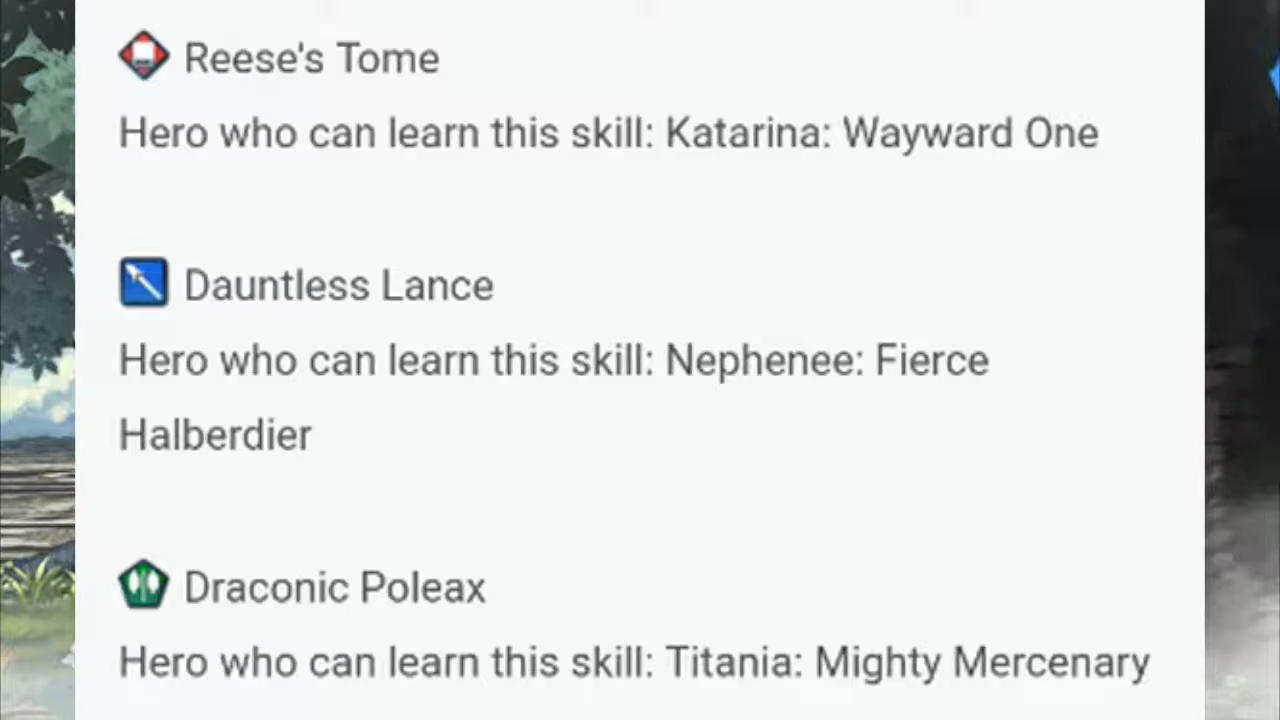 Reese's Tome
Hero who can learn this skill: Katarina: Wayward One
Dauntless Lance
Hero who can learn this skill: Nephenee: Fierce
Halberdier
Draconic Poleax
Hero who can learn this skill: Titania: Mighty Mercenary